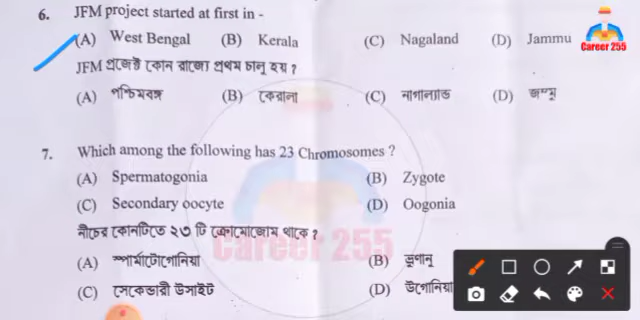 6. JFM project started at first in -
(A) West Bengal (B) Kerala (C) Nagaland (D) Jammu
Career 255
JFM প্রজেক্ট কোন রাজ্যে প্রথম চালু হয় ?
(A) পশ্চিমবঙ্গ (B) কেরালা (C) নাগাল্যান্ড (D) জম্মু
7. Which among the following has 23 Chromosomes ?
(A) Spermatogonia (B) Zygote
(C) Secondary oocyte (D) Oogonia
নীচের কোনটিতে ২৩ টি ক্রোমোজোম থাকে ?
Career 255
(A) স্পার্মাটোগোনিয়া (B) ভ্রূণাণু
(C) সেকেন্ডারী উসাইট (D) উগোনিয়া